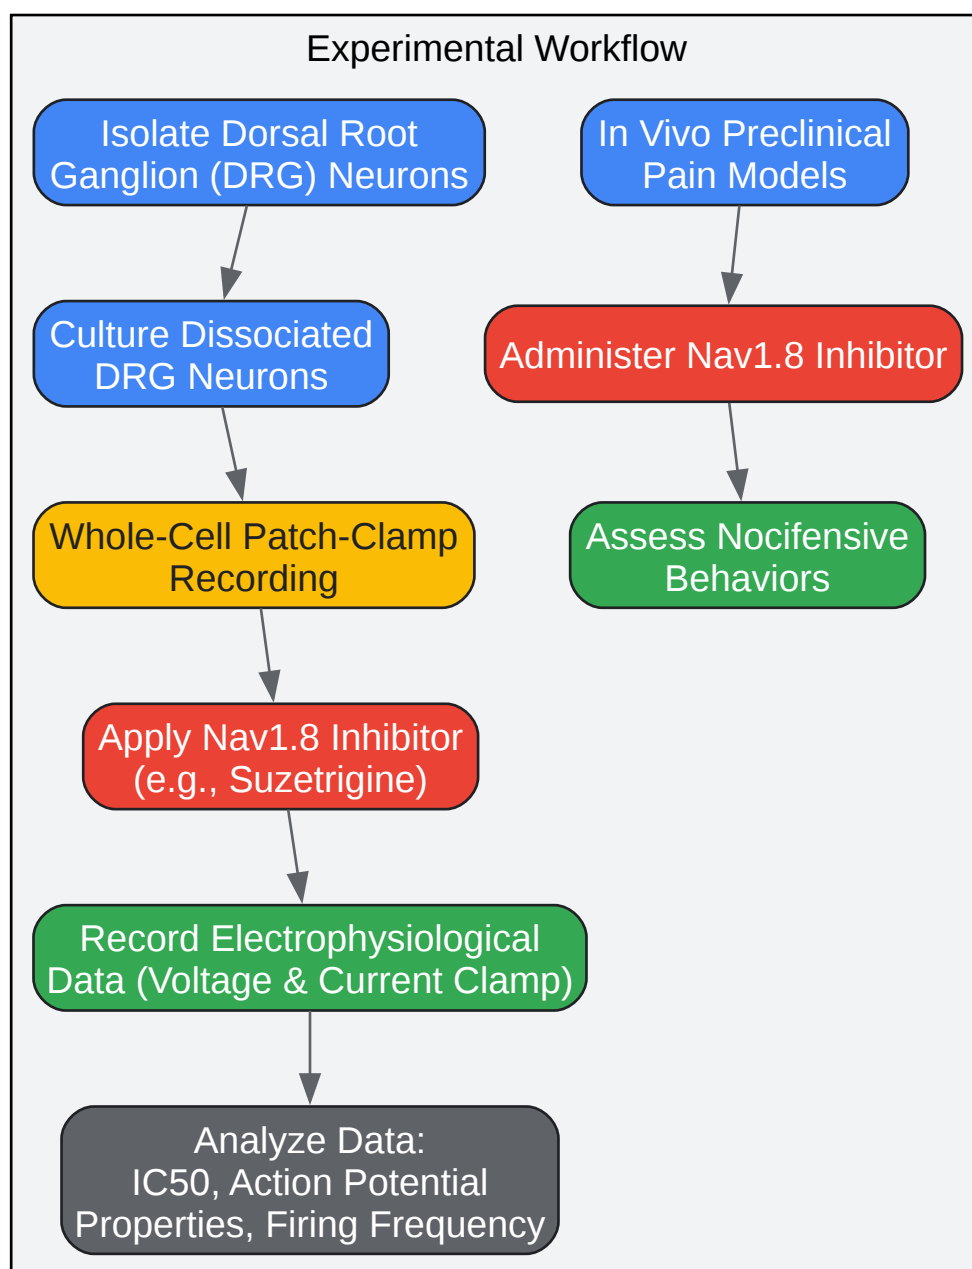 Experimental Workflow
Isolate Dorsal Root
Ganglion (DRG) Neurons
Culture Dissociated
DRG Neurons
Whole-Cell Patch-Clamp
Recording
Apply Nav1.8 Inhibitor
(e.g., Suzetrigine)
Record Electrophysiological
Data (Voltage & Current Clamp)
Analyze Data:
IC50, Action Potential
Properties, Firing Frequency
In Vivo Preclinical
Pain Models
Administer Nav1.8 Inhibitor
Assess Nocifensive
Behaviors